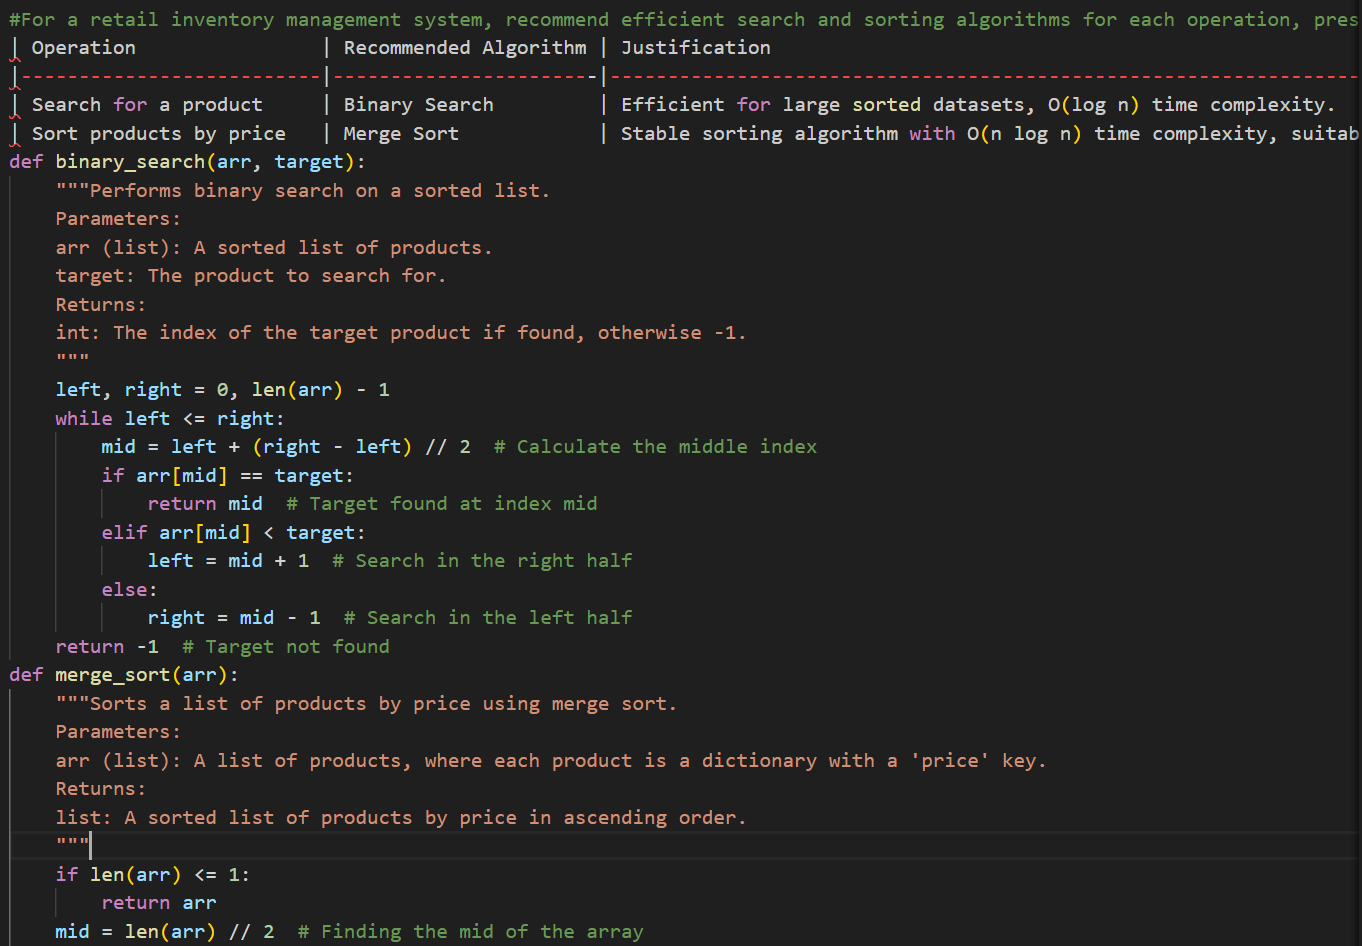 #For a retail inventory management system, recommend efficient search and sorting algorithms for each operation, pres
| Operation                | Recommended Algorithm | Justification
|--------------------------|-----------------------|-----------------------------------------------------------------
| Search for a product     | Binary Search         | Efficient for large sorted datasets, O(log n) time complexity.
| Sort products by price   | Merge Sort            | Stable sorting algorithm with O(n log n) time complexity, suitab
def binary_search(arr, target):
    """Performs binary search on a sorted list.
    Parameters:
    arr (list): A sorted list of products.
    target: The product to search for.
    Returns:
    int: The index of the target product if found, otherwise -1.
    """
    left, right = 0, len(arr) - 1
    while left <= right:
        mid = left + (right - left) // 2  # Calculate the middle index
        if arr[mid] == target:
            return mid  # Target found at index mid
        elif arr[mid] < target:
            left = mid + 1  # Search in the right half
        else:
            right = mid - 1  # Search in the left half
    return -1  # Target not found
def merge_sort(arr):
    """Sorts a list of products by price using merge sort.
    Parameters:
    arr (list): A list of products, where each product is a dictionary with a 'price' key.
    Returns:
    list: A sorted list of products by price in ascending order.
    """
    if len(arr) <= 1:
        return arr
    mid = len(arr) // 2  # Finding the mid of the array